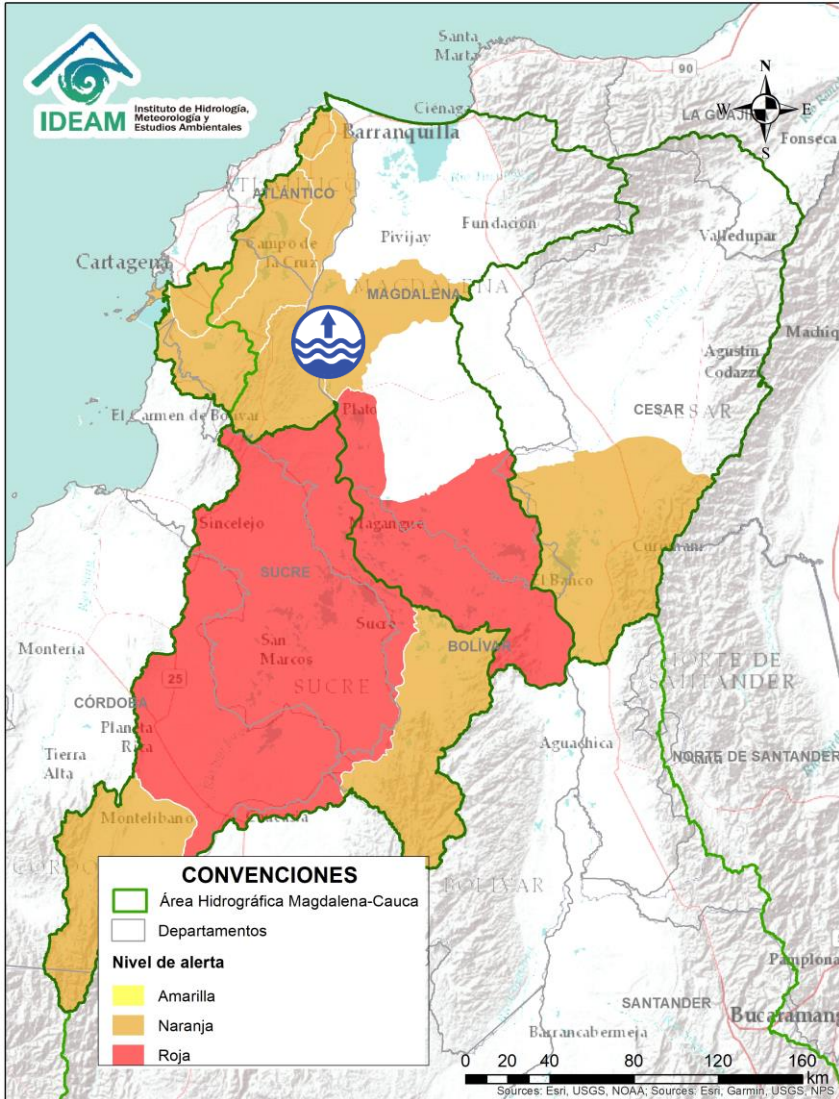 IDEAM
Instituto de Hidrología,
Meteorología y
Estudios Ambientales
Santa
Marta
90
N
W
E
S
Ciénaga
LA GUAJIRA
Fonseca
Barranquilla
ATLÁNTICO
Fundación
Pivijay
Campo de
la Cruz
Valledupar
Cartagena
MAGDALENA
Agustín
Codazzi
El Carmen de Bolívar
Plato
CESAR
CESAR
Sincelejo
Magangue
SUCRE
El Banco
Sucre
Montería
San
Marcos
BOLÍVAR
NORTE DE
SANTANDER
SUCRE
25
CÓRDOBA
Planeta
Rica
Aguachica
NORTE DE SANTANDER
Tierra
Alta
Montelibano
BOLÍVAR
CONVENCIONES
Área Hidrográfica Magdalena-Cauca
Departamentos
Nivel de alerta
Amarilla
Naranja
Roja
Pamplona
SANTANDER
Bucaramang
Barrancabermeja
0 20 40 80 120 160
km
Sources: Esri, USGS, NOAA; Sources: Esri, Garmin, USGS, NPS